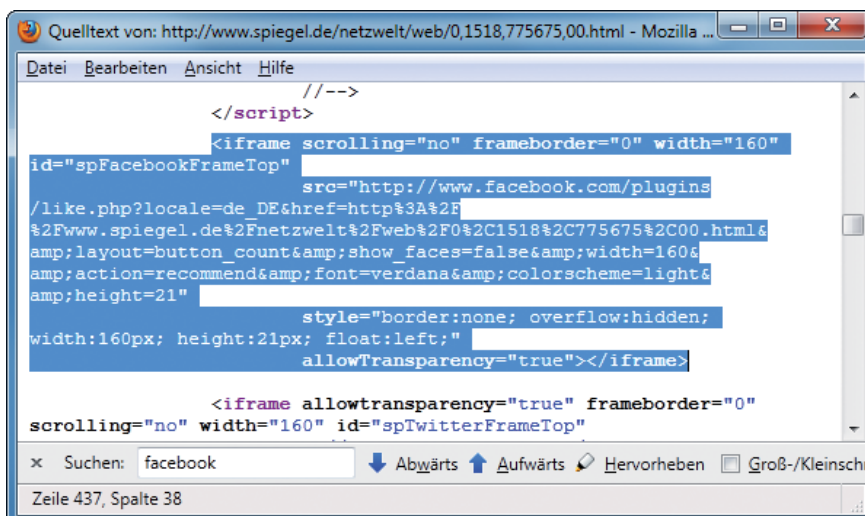 Quelltext von: http://www.spiegel.de/netzwelt/web/0,1518,775675,00.html - Mozilla ...
Datei Bearbeiten Ansicht Hilfe
//-->
</script>
<iframe scrolling="no" frameborder="0" width="160"
id="spFacebookFrameTop"
src="http://www.facebook.com/plugins
/like.php?locale=de_DE&href=http%3A%2F
%2Fwww.spiegel.de%2Fnetzwelt%2Fweb%2F0%2C1518%2C775675%2C00.html&
amp;layout=button_count&amp;show_faces=false&amp;width=160&
amp;action=recommend&amp;font=verdana&amp;colorscheme=light&
amp;height=21"
style="border:none; overflow:hidden;
width:160px; height:21px; float:left;"
allowTransparency="true"></iframe>
<iframe allowtransparency="true" frameborder="0"
scrolling="no" width="160" id="spTwitterFrameTop"
× Suchen: facebook Abwärts Aufwärts Hervorheben Groß-/Kleinschr
Zeile 437, Spalte 38